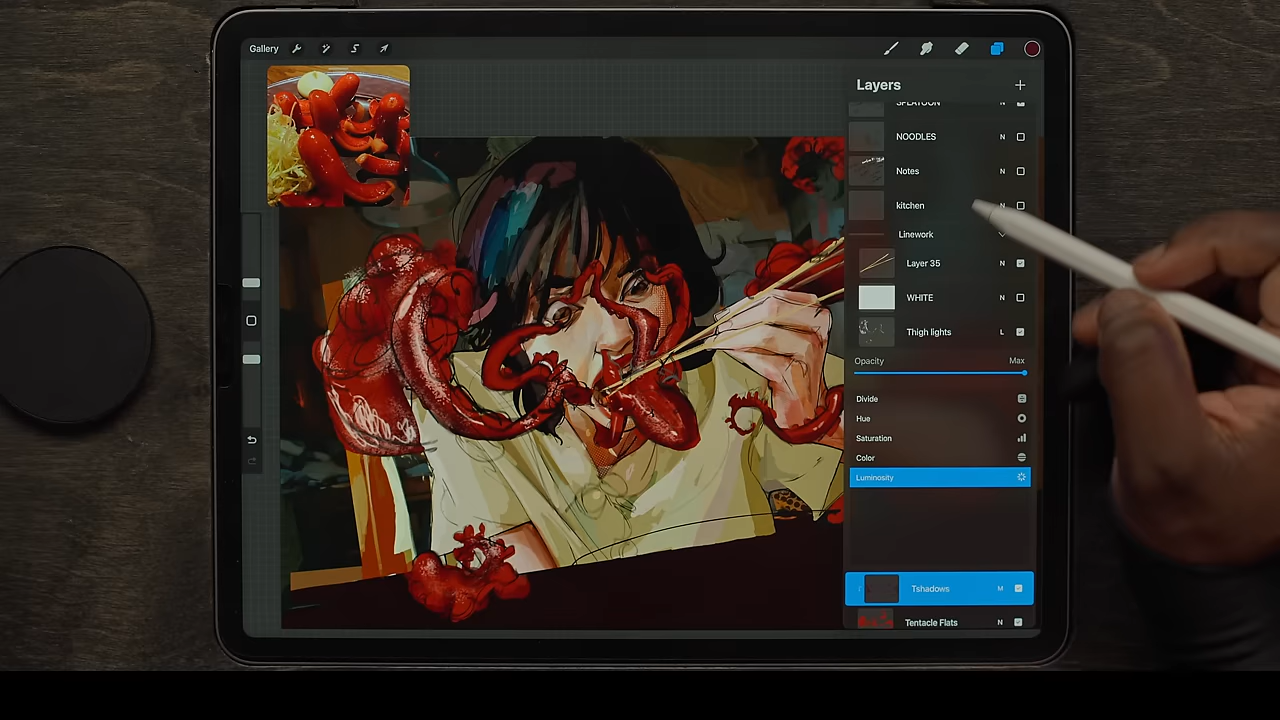 Gallery
Layers
SPLATOON N
NOODLES N
Notes N
kitchen N
Linework
Layer 35 N
WHITE N
Thigh lights L
Opacity Max
Divide
Hue
Saturation
Color
Luminosity
Tshadows M
Tentacle Flats N